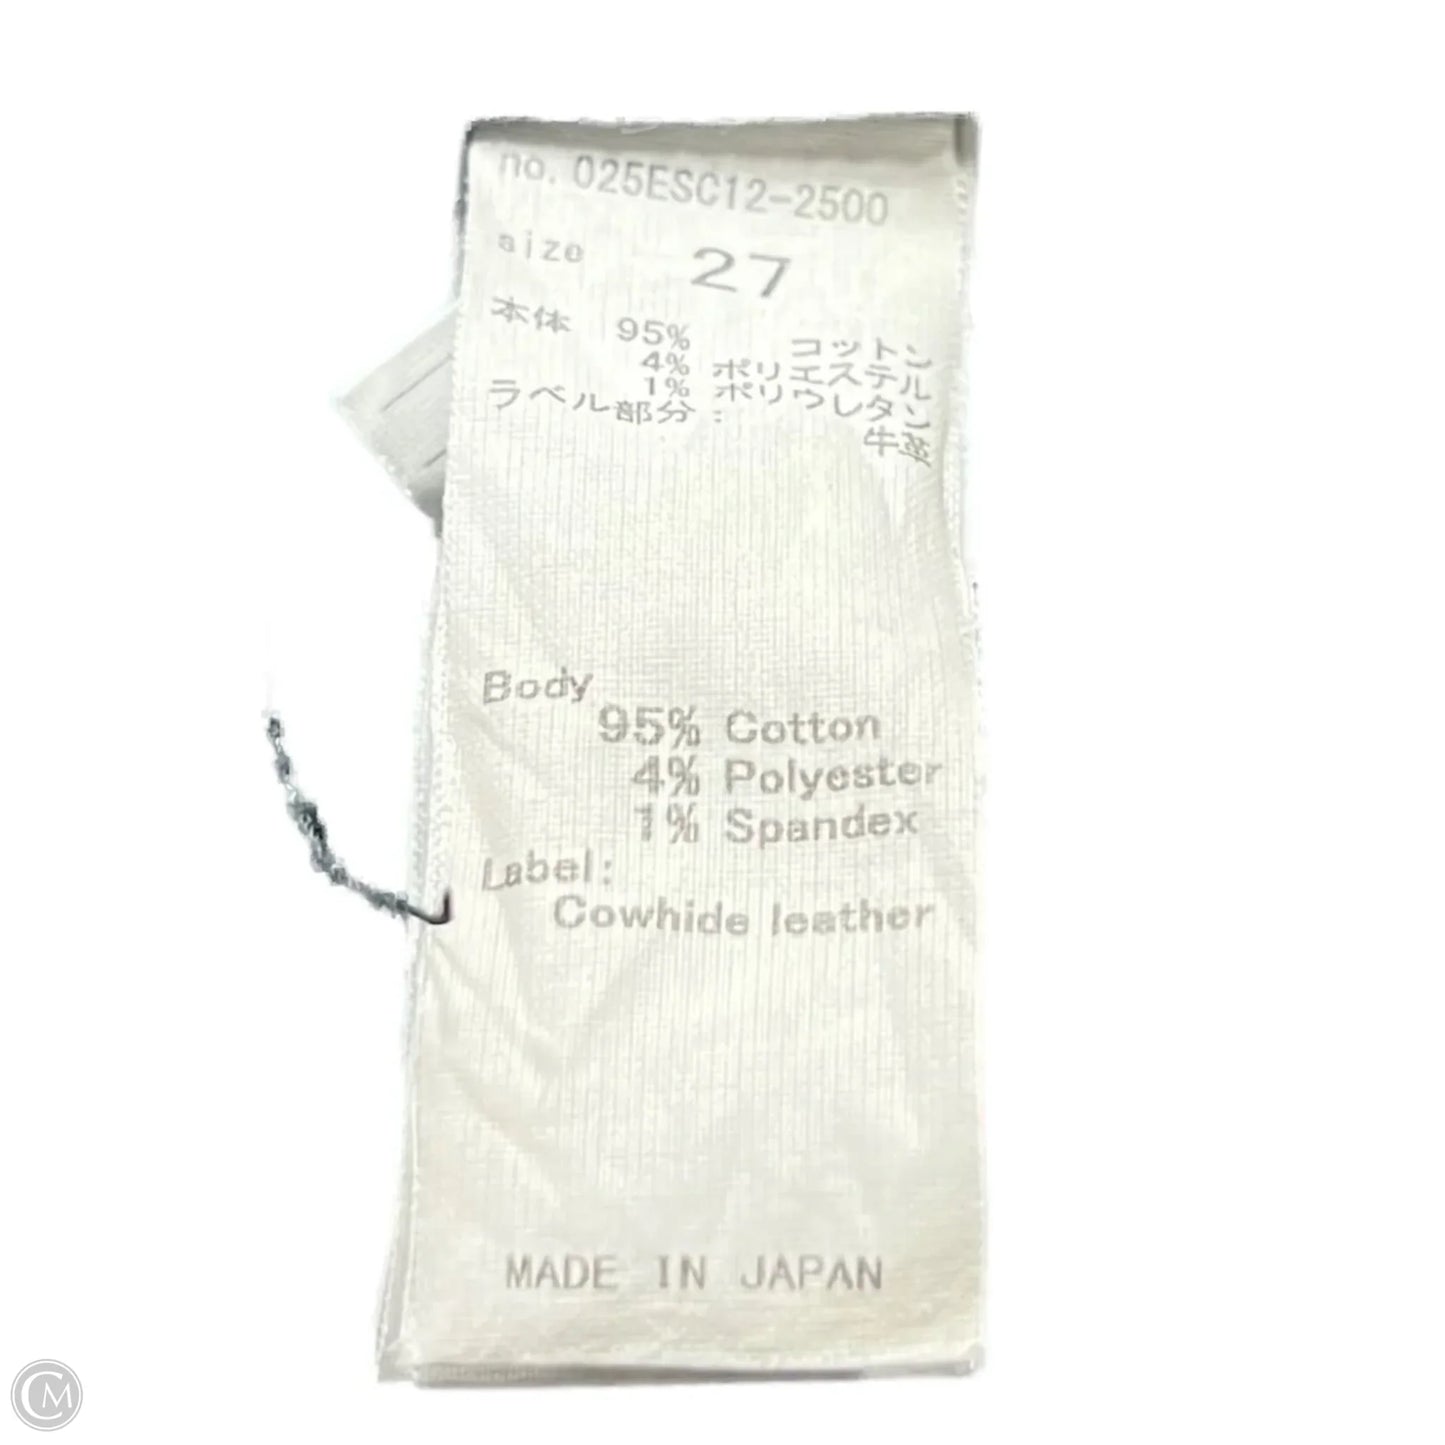 no. 025ESC12-2500
size 27
本体 95% コットン
4% ポリエステル
1% ポリウレタン
ラベル部分：
牛革
Body
95% Cotton
4% Polyester
1% Spandex
Label:
Cowhide leather
MADE IN JAPAN
CM